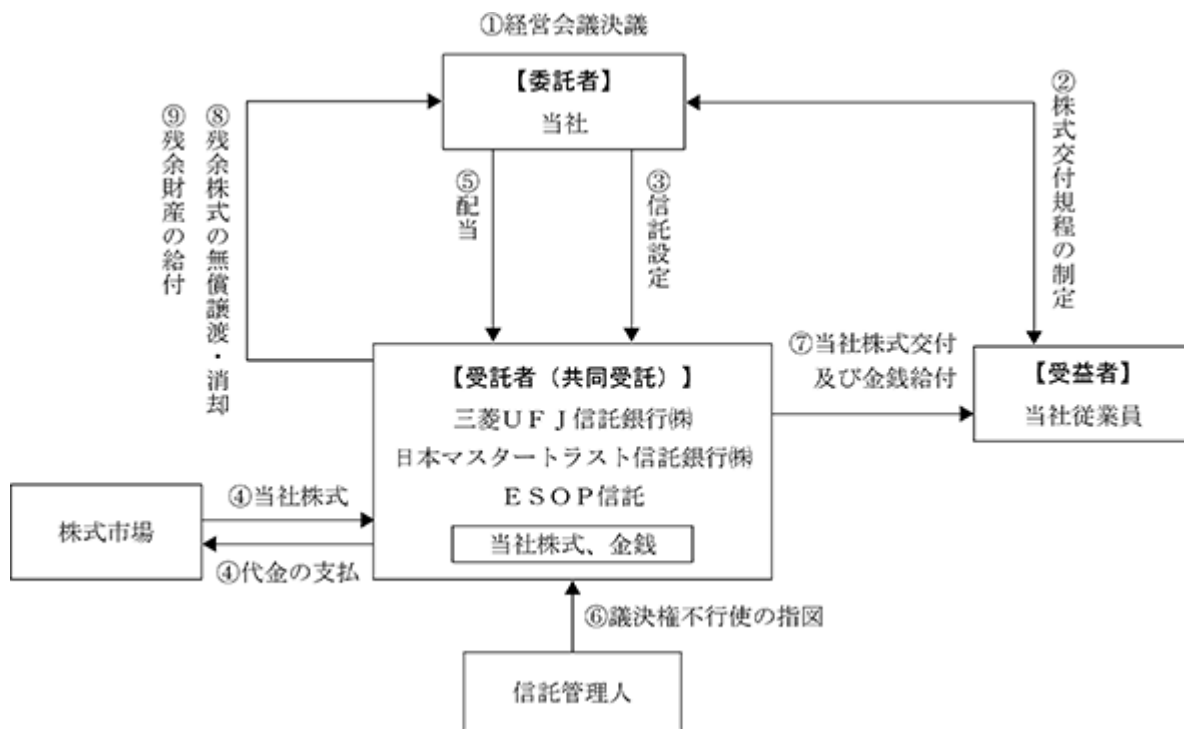 ①経営会議決議
【委託者】
当社
⑨残余財産の給付
⑧残余株式の無償譲渡・消却
⑤配当
③信託設定
②株式交付規程の制定
【受託者（共同受託）】
三菱ＵＦＪ信託銀行㈱
日本マスタートラスト信託銀行㈱
ＥＳＯＰ信託
当社株式、金銭
⑦当社株式交付
及び金銭給付
【受益者】
当社従業員
株式市場
④当社株式
④代金の支払
⑥議決権不行使の指図
信託管理人